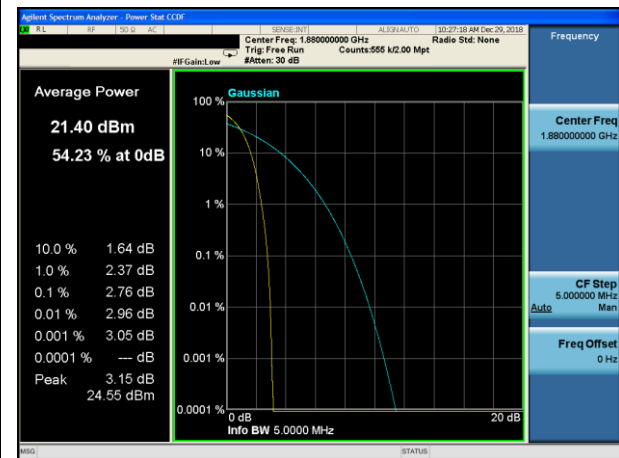 Agilent Spectrum Analyzer - Power Stat CCDF
RL RF 50 Ω AC SENSE:INT ALIGNAUTO 10:27:18 AM Dec 29, 2018
Center Freq: 1.880000000 GHz Radio Std: None
Trig: Free Run Counts:555 k/2.00 Mpt
#IFGain:Low #Atten: 30 dB
Frequency
Average Power
21.40 dBm
54.23 % at 0dB
10.0 % 1.64 dB
1.0 % 2.37 dB
0.1 % 2.76 dB
0.01 % 2.96 dB
0.001 % 3.05 dB
0.0001 % --- dB
Peak 3.15 dB
24.55 dBm
Gaussian
100 %
10 %
1 %
0.1 %
0.01 %
0.001 %
0.0001 %
0 dB 20 dB
Info BW 5.0000 MHz
Center Freq
1.880000000 GHz
CF Step
5.000000 MHz
Auto Man
Freq Offset
0 Hz
MSG STATUS